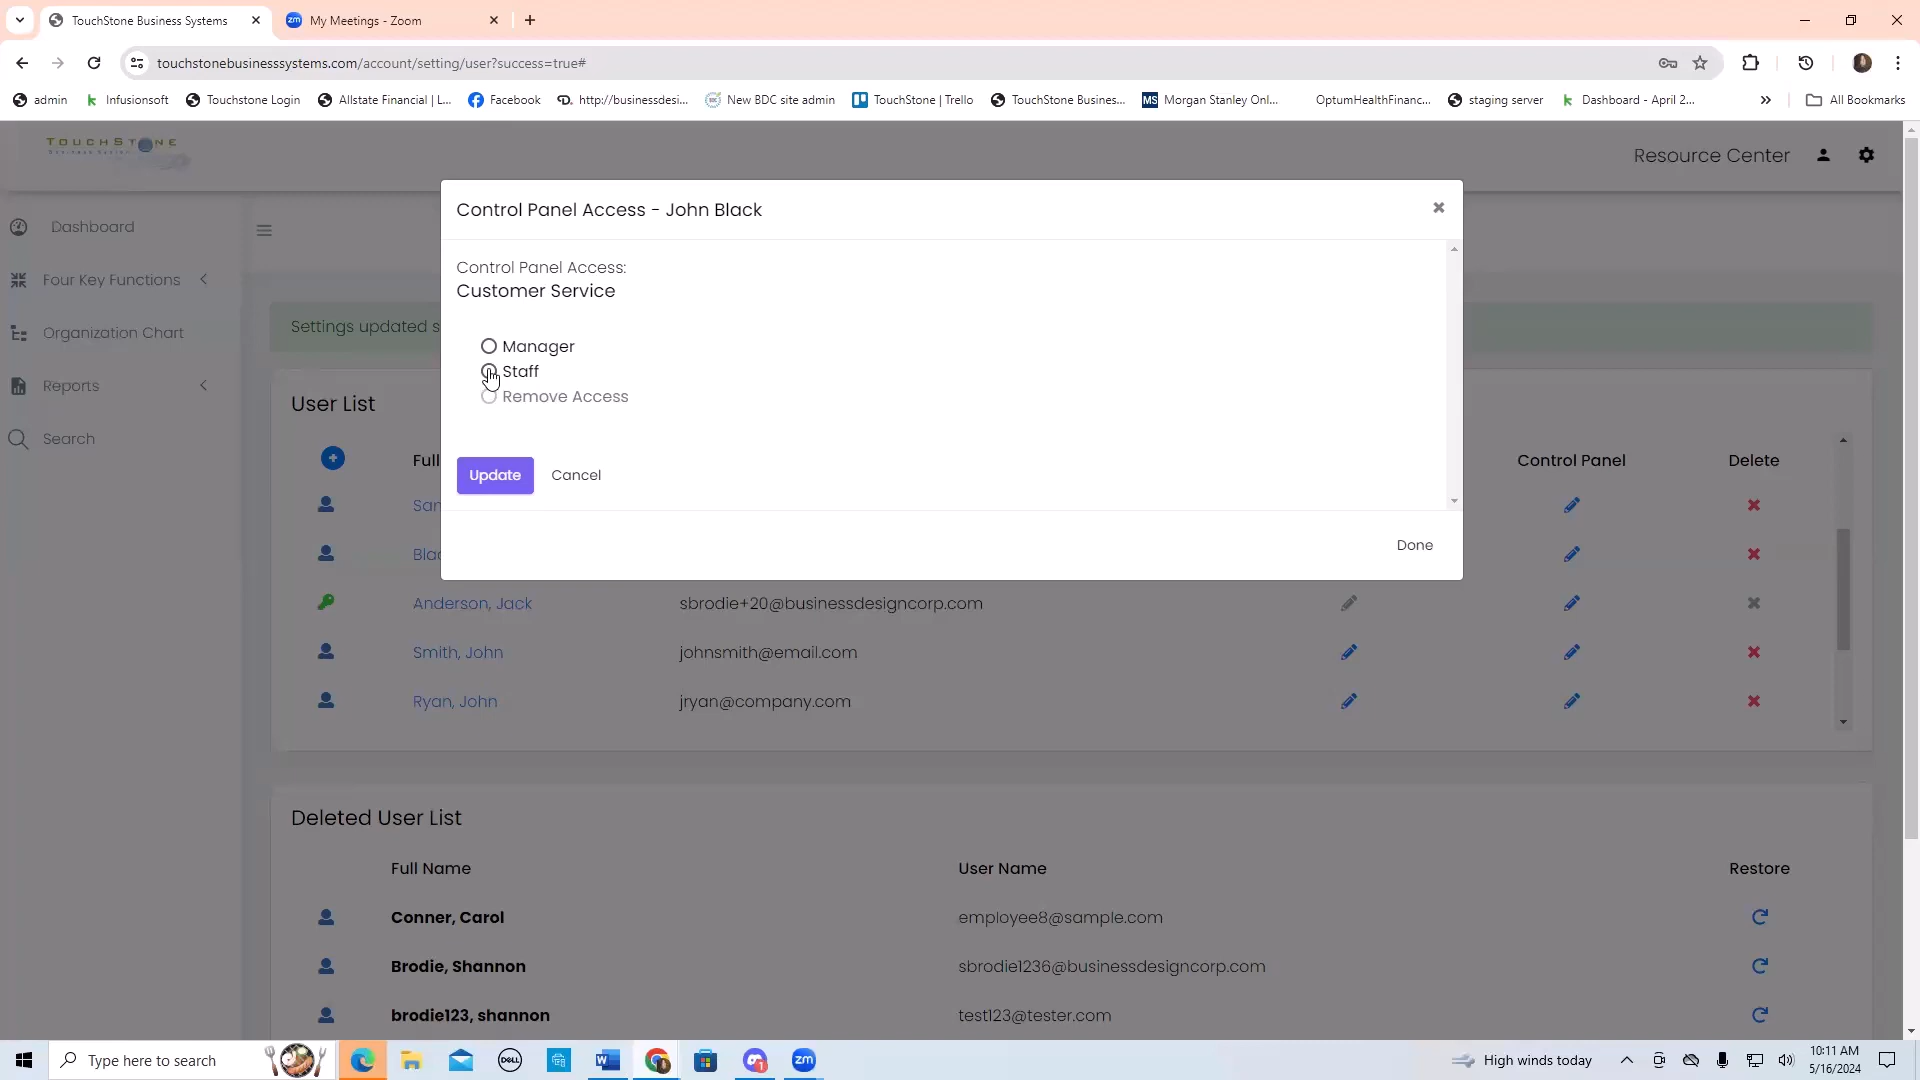 TouchStone Business Systems
My Meetings - Zoom
touchstonebusinesssystems.com/account/setting/user?success=true#
admin
Infusionsoft
Touchstone Login
Allstate Financial | L...
Facebook
http://businessdesi...
New BDC site admin
TouchStone | Trello
TouchStone Busines...
Morgan Stanley Onl...
OptumHealthFinanc...
staging server
Dashboard - April 2...
All Bookmarks
TOUCHSTONE
Resource Center
Dashboard
Four Key Functions
Organization Chart
Reports
Search
Control Panel Access - John Black
Control Panel Access:
Customer Service
Manager
Staff
Remove Access
Update Cancel
Done
Settings updated s
User List
Full
Control Panel Delete
San
Blac
Anderson, Jack sbrodie+20@businessdesigncorp.com
Smith, John johnsmith@email.com
Ryan, John jryan@company.com
Deleted User List
Full Name User Name Restore
Conner, Carol employee8@sample.com
Brodie, Shannon sbrodie1236@businessdesigncorp.com
brodie123, shannon test123@tester.com
Type here to search
High winds today
10:11 AM
5/16/2024